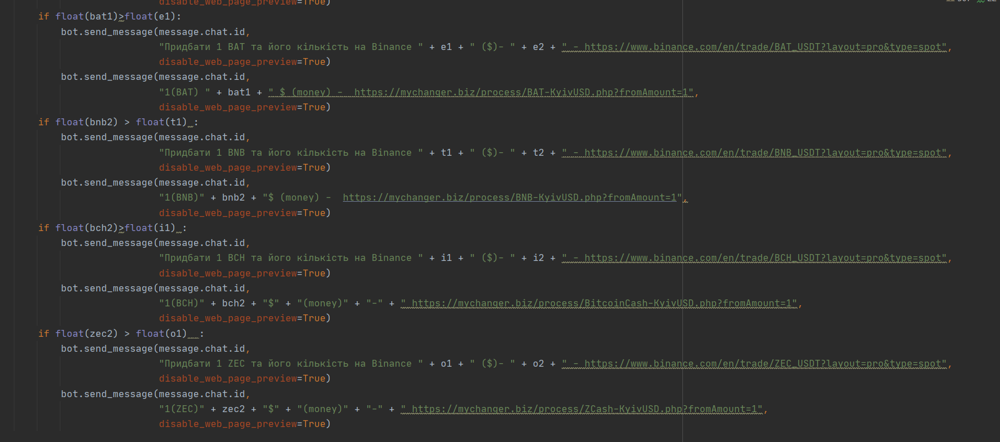 disable_web_page_preview=True)
if float(bat1)>float(e1):
bot.send_message(message.chat.id,
"Придбати 1 BAT та його кількість на Binance " + e1 + " ($)- " + e2 + " - https://www.binance.com/en/trade/BAT_USDT?layout=pro&type=spot",
disable_web_page_preview=True)
bot.send_message(message.chat.id,
"1(BAT) " + bat1 + " $ (money) -  https://mychanger.biz/process/BAT-KyivUSD.php?fromAmount=1",
disable_web_page_preview=True)
if float(bnb2) > float(t1) :
bot.send_message(message.chat.id,
"Придбати 1 BNB та його кількість на Binance " + t1 + " ($)- " + t2 + " - https://www.binance.com/en/trade/BNB_USDT?layout=pro&type=spot",
disable_web_page_preview=True)
bot.send_message(message.chat.id,
"1(BNB)" + bnb2 + "$ (money) -  https://mychanger.biz/process/BNB-KyivUSD.php?fromAmount=1",
disable_web_page_preview=True)
if float(bch2)>float(i1) :
bot.send_message(message.chat.id,
"Придбати 1 BCH та його кількість на Binance " + i1 + " ($)- " + i2 + " - https://www.binance.com/en/trade/BCH_USDT?layout=pro&type=spot",
disable_web_page_preview=True)
bot.send_message(message.chat.id,
"1(BCH)" + bch2 + "$" + "(money)" + "-" + " https://mychanger.biz/process/BitcoinCash-KyivUSD.php?fromAmount=1",
disable_web_page_preview=True)
if float(zec2) > float(o1)  :
bot.send_message(message.chat.id,
"Придбати 1 ZEC та його кількість на Binance " + o1 + " ($)- " + o2 + " - https://www.binance.com/en/trade/ZEC_USDT?layout=pro&type=spot",
disable_web_page_preview=True)
bot.send_message(message.chat.id,
"1(ZEC)" + zec2 + "$" + "(money)" + "-" + " https://mychanger.biz/process/ZCash-KyivUSD.php?fromAmount=1",
disable_web_page_preview=True)